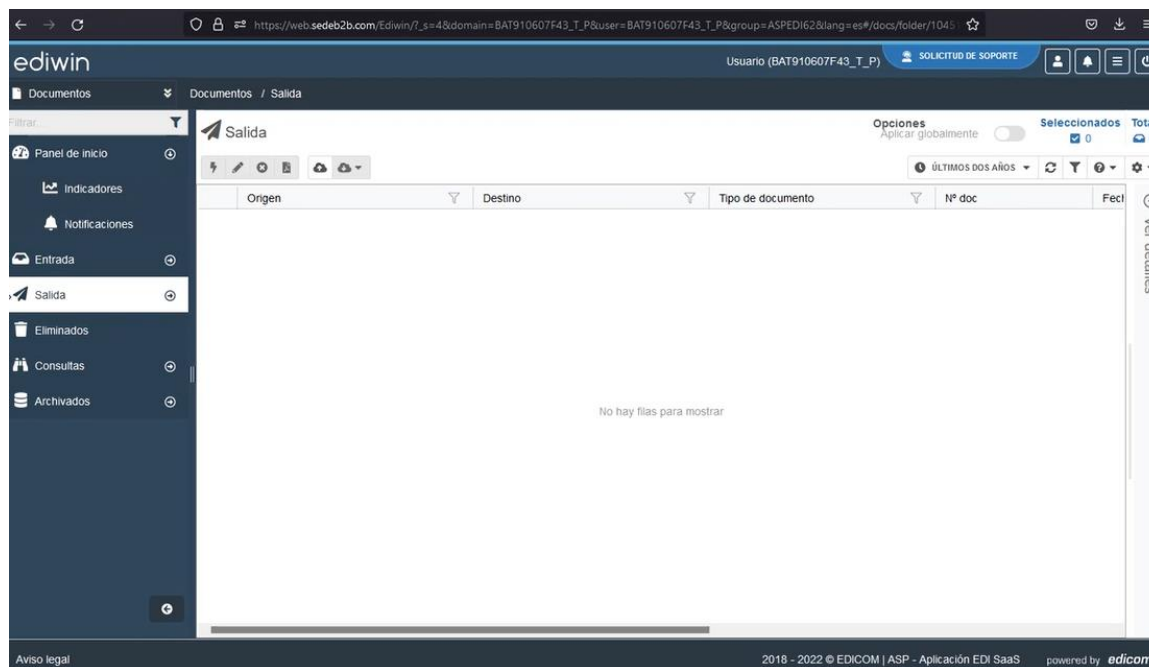 https://web.sedeb2b.com/Ediwin/?_s=4&domain=BAT910607F43_T_P&user=BAT910607F43_T_P&group=ASPEDI62&lang=es#/docs/folder/1045
ediwin
Usuario (BAT910607F43_T_P)
SOLICITUD DE SOPORTE
Documentos
Documentos / Salida
Filtrar...
Salida
Opciones
Aplicar globalmente
Seleccionados
0
Panel de inicio
ÚLTIMOS DOS AÑOS
Indicadores
Origen
Destino
Tipo de documento
Nº doc
Notificaciones
Ver detalles
Entrada
Salida
Eliminados
Consultas
Archivados
No hay filas para mostrar
Aviso legal
2018 - 2022 © EDICOM | ASP - Aplicación EDI SaaS
powered by edicom